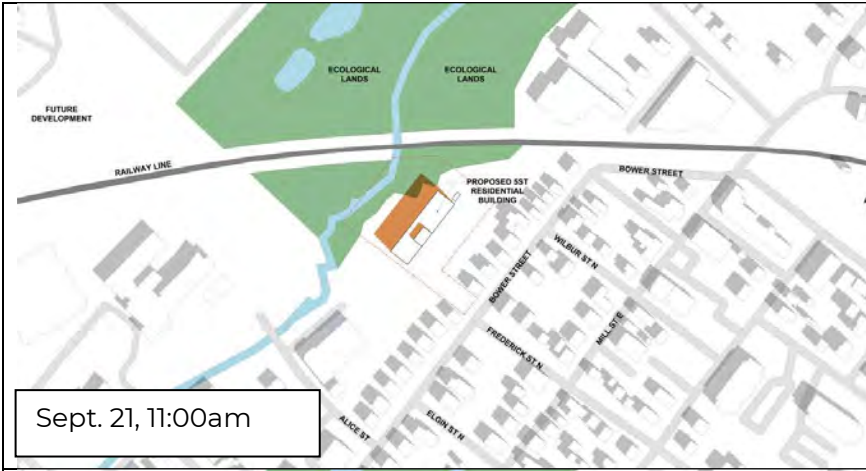 ECOLOGICAL
LANDS
ECOLOGICAL
LANDS
FUTURE
DEVELOPMENT
RAILWAY LINE
BOWER STREET
PROPOSED 5ST
RESIDENTIAL
BUILDING
WILBUR ST N
BOWER STREET
MILL ST E
FREDERICK ST N
ALICE ST
ELGIN ST N
Sept. 21, 11:00am